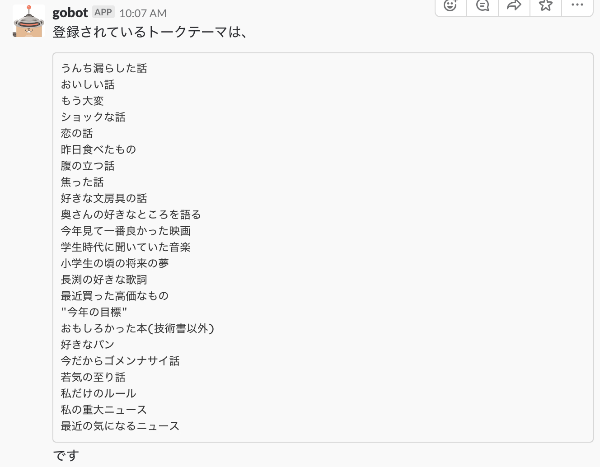 gobot APP 10:07 AM
登録されているトークテーマは、
うんち漏らした話
おいしい話
もう大変
ショックな話
恋の話
昨日食べたもの
腹の立つ話
焦った話
好きな文房具の話
奥さんの好きなところを語る
今年見て一番良かった映画
学生時代に聞いていた音楽
小学生の頃の将来の夢
長渕の好きな歌詞
最近買った高価なもの
"今年の目標"
おもしろかった本(技術書以外)
好きなパン
今だからゴメンナサイ話
若気の至り話
私だけのルール
私の重大ニュース
最近の気になるニュース
です